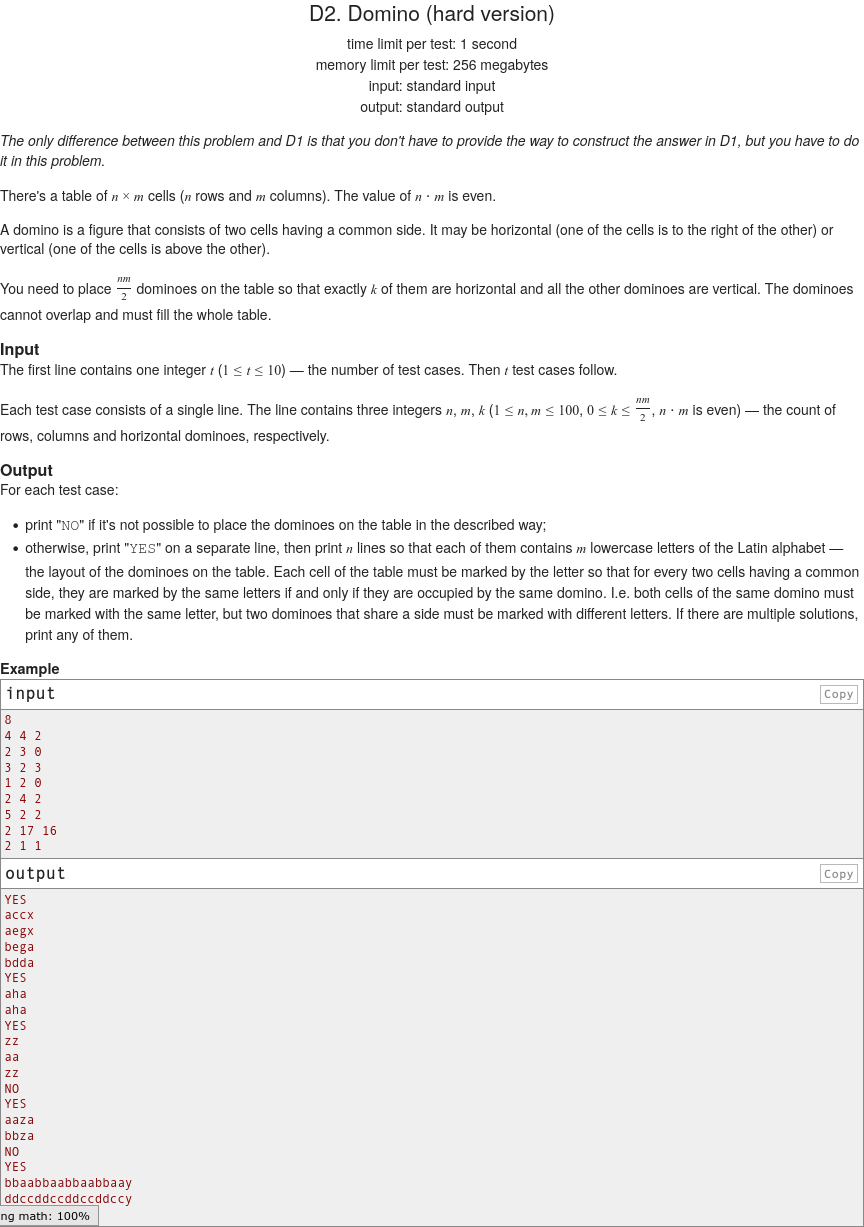 D2. Domino (hard version)
time limit per test: 1 second
memory limit per test: 256 megabytes
input: standard input
output: standard output
The only difference between this problem and D1 is that you don't have to provide the way to construct the answer in D1, but you have to do
it in this problem.
There's a table of n × m cells (n rows and m columns). The value of n · m is even.
A domino is a figure that consists of two cells having a common side. It may be horizontal (one of the cells is to the right of the other) or
vertical (one of the cells is above the other).
You need to place nm/2 dominoes on the table so that exactly k of them are horizontal and all the other dominoes are vertical. The dominoes
cannot overlap and must fill the whole table.
Input
The first line contains one integer t (1 ≤ t ≤ 10) — the number of test cases. Then t test cases follow.
Each test case consists of a single line. The line contains three integers n, m, k (1 ≤ n, m ≤ 100, 0 ≤ k ≤ nm/2, n · m is even) — the count of
rows, columns and horizontal dominoes, respectively.
Output
For each test case:
• print "NO" if it's not possible to place the dominoes on the table in the described way;
• otherwise, print "YES" on a separate line, then print n lines so that each of them contains m lowercase letters of the Latin alphabet —
the layout of the dominoes on the table. Each cell of the table must be marked by the letter so that for every two cells having a common
side, they are marked by the same letters if and only if they are occupied by the same domino. I.e. both cells of the same domino must
be marked with the same letter, but two dominoes that share a side must be marked with different letters. If there are multiple solutions,
print any of them.
Example
input
Copy
8
4 4 2
2 3 0
3 2 3
1 2 0
2 4 2
5 2 2
2 17 16
2 1 1
output
Copy
YES
accx
aegx
bega
bdda
YES
aha
aha
YES
zz
aa
zz
NO
YES
aaza
bbza
NO
YES
bbaabbaabbaabbaay
ddccddccddccddccy
ng math: 100%